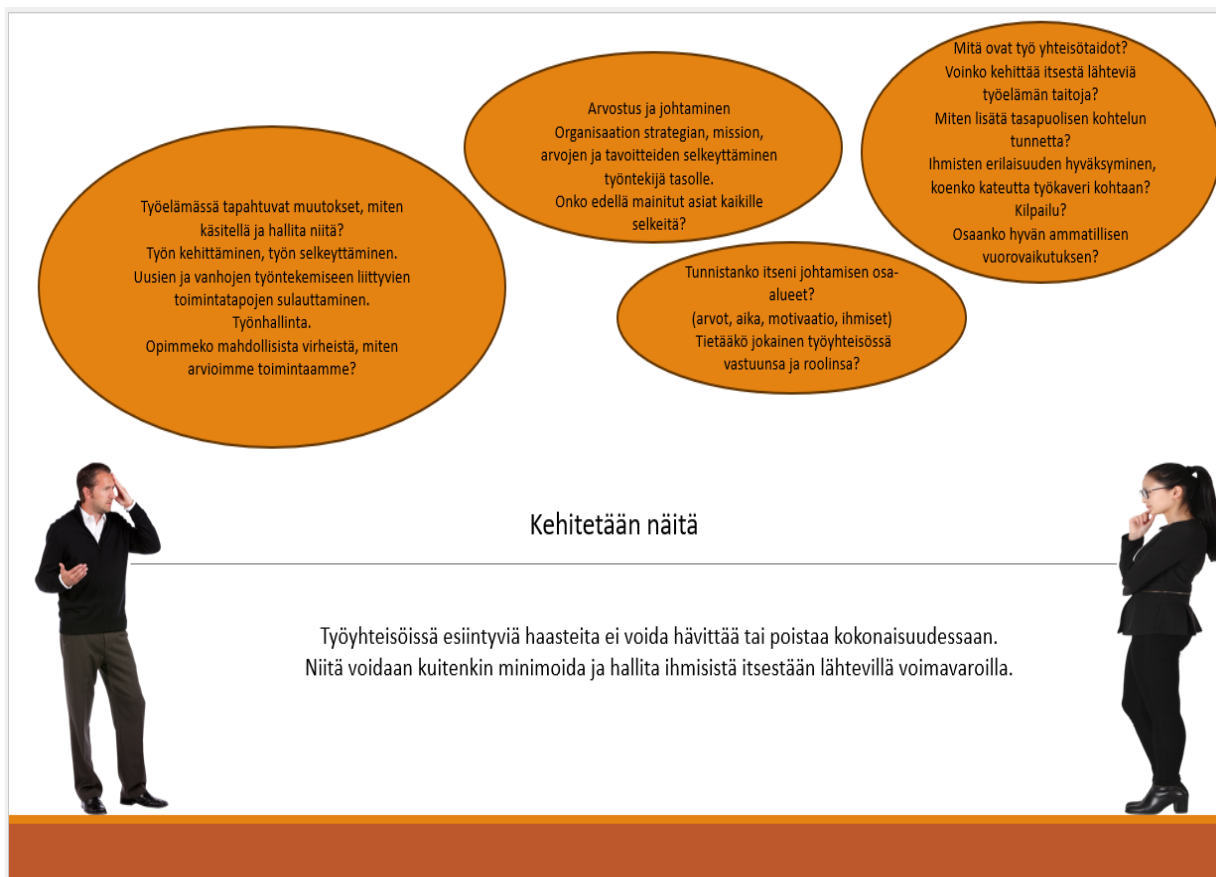 Työelämässä tapahtuvat muutokset, miten
käsitellä ja hallita niitä?
Työn kehittäminen, työn selkeyttäminen.
Uusien ja vanhojen työntekemiseen liittyvien
toimintatapojen sulauttaminen.
Työnhallinta.
Opimmeko mahdollisista virheistä, miten
arvioimme toimintaamme?
Arvostus ja johtaminen
Organisaation strategian, mission,
arvojen ja tavoitteiden selkeyttäminen
työntekijä tasolle.
Onko edellä mainitut asiat kaikille
selkeitä?
Mitä ovat työ yhteisötaidot?
Voinko kehittää itsestä lähteviä
työelämän taitoja?
Miten lisätä tasapuolisen kohtelun
tunnetta?
Ihmisten erilaisuuden hyväksyminen,
koenko kateutta työkaveri kohtaan?
Kilpailu?
Osaanko hyvän ammatillisen
vuorovaikutuksen?
Tunnistanko itseni johtamisen osa-
alueet?
(arvot, aika, motivaatio, ihmiset)
Tietääkö jokainen työyhteisössä
vastuunsa ja roolinsa?
Kehitetään näitä
Työyhteisöissä esiintyviä haasteita ei voida hävittää tai poistaa kokonaisuudessaan.
Niitä voidaan kuitenkin minimoida ja hallita ihmisistä itsestään lähtevillä voimavaroilla.